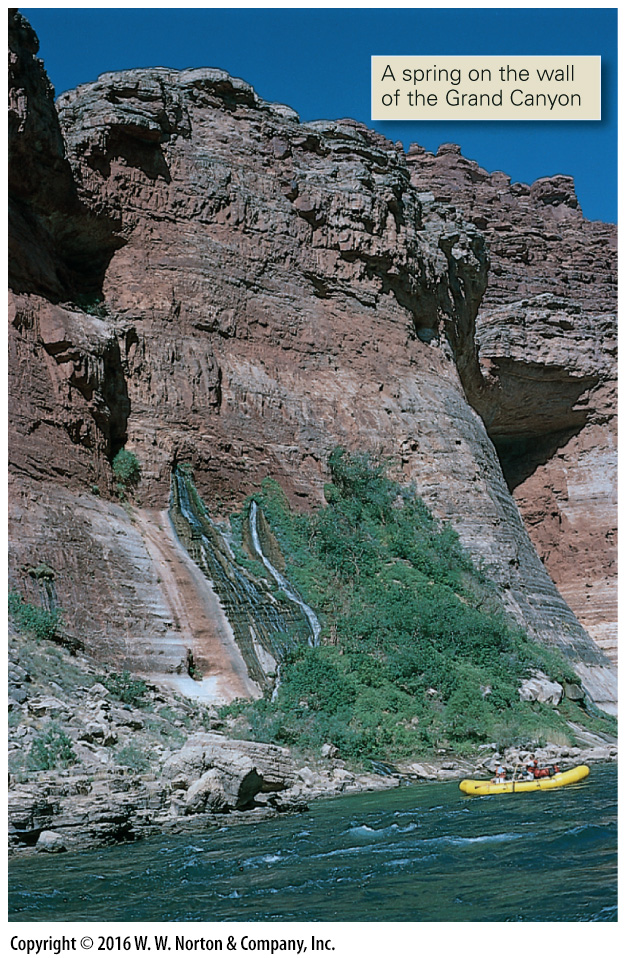 A spring on the wall
of the Grand Canyon
Copyright © 2016 W. W. Norton & Company, Inc.